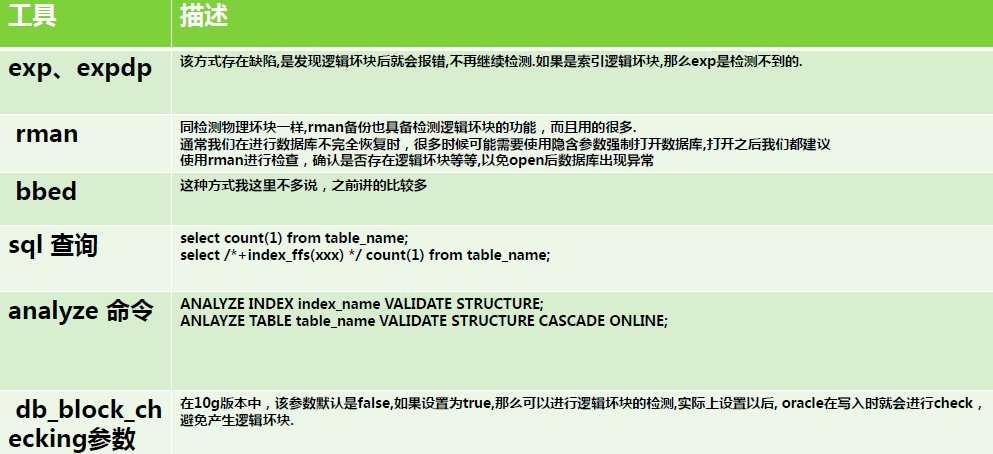 工具
描述
exp、expdp
该方式存在缺陷,是发现逻辑坏块后就会报错,不再继续检测.如果是索引逻辑坏块,那么exp是检测不到的.
rman
同检测物理坏块一样,rman备份也具备检测逻辑坏块的功能，而且用的很多.
通常我们在进行数据库不完全恢复时，很多时候可能需要使用隐含参数强制打开数据库,打开之后我们都建议
使用rman进行检查，确认是否存在逻辑坏块等等,以免open后数据库出现异常
bbed
这种方式我这里不多说，之前讲的比较多
sql 查询
select count(1) from table_name;
select /*+index_ffs(xxx) */ count(1) from table_name;
analyze 命令
ANALYZE INDEX index_name VALIDATE STRUCTURE;
ANLAYZE TABLE table_name VALIDATE STRUCTURE CASCADE ONLINE;
db_block_ch
ecking参数
在10g版本中，该参数默认是false,如果设置为true,那么可以进行逻辑坏块的检测,实际上设置以后, oracle在写入时就会进行check，
避免产生逻辑坏块.